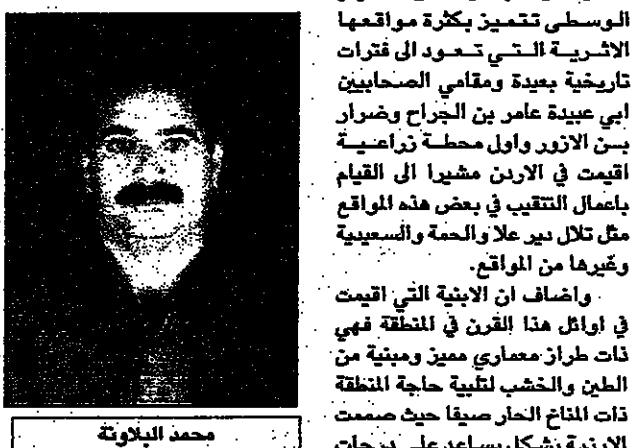 الوسطى تتميز بكثرة مواقعها
الاثرية التي تعود الى فترات
تاريخية بعيدة ومقامي الصحابيين
ابي عبيدة عامر بن الجراح وضرار
بن الازور واول محطة زراعية
اقيمت في الاردن مشيرا الى القيام
باعمال التنقيب في بعض هذه المواقع
مثل تلال دير علا والحمة والسعيدية
وغيرها من المواقع.
واضاف ان الابنية التي اقيمت
في اوائل هذا القرن في المنطقة فهي
ذات طراز معماري مميز ومبنية من
الطين والخشب لتلبية حاجة المنطقة
ذات المناخ الحار صيفا حيث صممت
درجات
محمد البلاونة